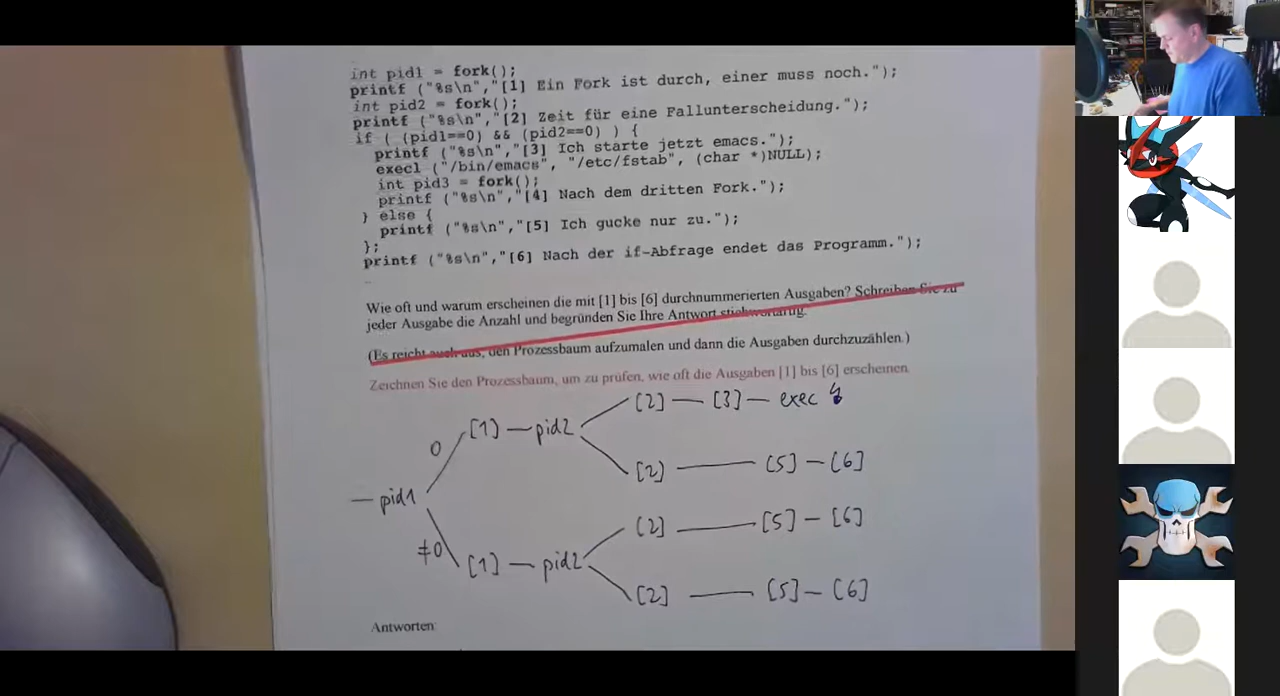 int pid1 = fork();
printf ("%s\n","[1] Ein Fork ist durch, einer muss noch.");
int pid2 = fork();
printf ("%s\n","[2] Zeit für eine Fallunterscheidung.");
if ( (pid1==0) && (pid2==0) ) {
printf ("%s\n","[3] Ich starte jetzt emacs.");
execl ("/bin/emacs", "/etc/fstab", (char *)NULL);
int pid3 = fork();
printf ("%s\n","[4] Nach dem dritten Fork.");
} else {
printf ("%s\n","[5] Ich gucke nur zu.");
};
printf ("%s\n","[6] Nach der if-Abfrage endet das Programm.");
Wie oft und warum erscheinen die mit [1] bis [6] durchnummerierten Ausgaben? Schreiben Sie zu
jeder Ausgabe die Anzahl und begründen Sie Ihre Antwort stichwortartig.
(Es reicht auch aus, den Prozessbaum aufzumalen und dann die Ausgaben durchzuzählen.)
Zeichnen Sie den Prozessbaum, um zu prüfen, wie oft die Ausgaben [1] bis [6] erscheinen.
[2] — [3] — exec
0 [1] — pid2
[2] — [5] — [6]
— pid1
[2] — [5] — [6]
≠0 [1] — pid2
[2] — [5] — [6]
Antworten: